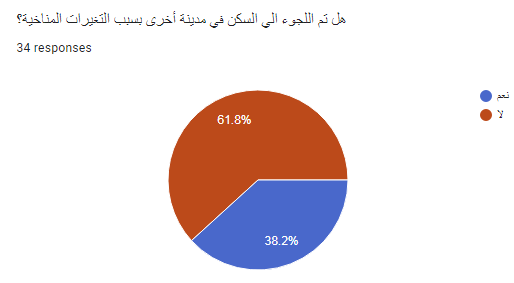 هل تم اللجوء الي السكن في مدينة أخرى بسبب التغيرات المناخية؟
34 responses
نعم
لا
61.8%
38.2%